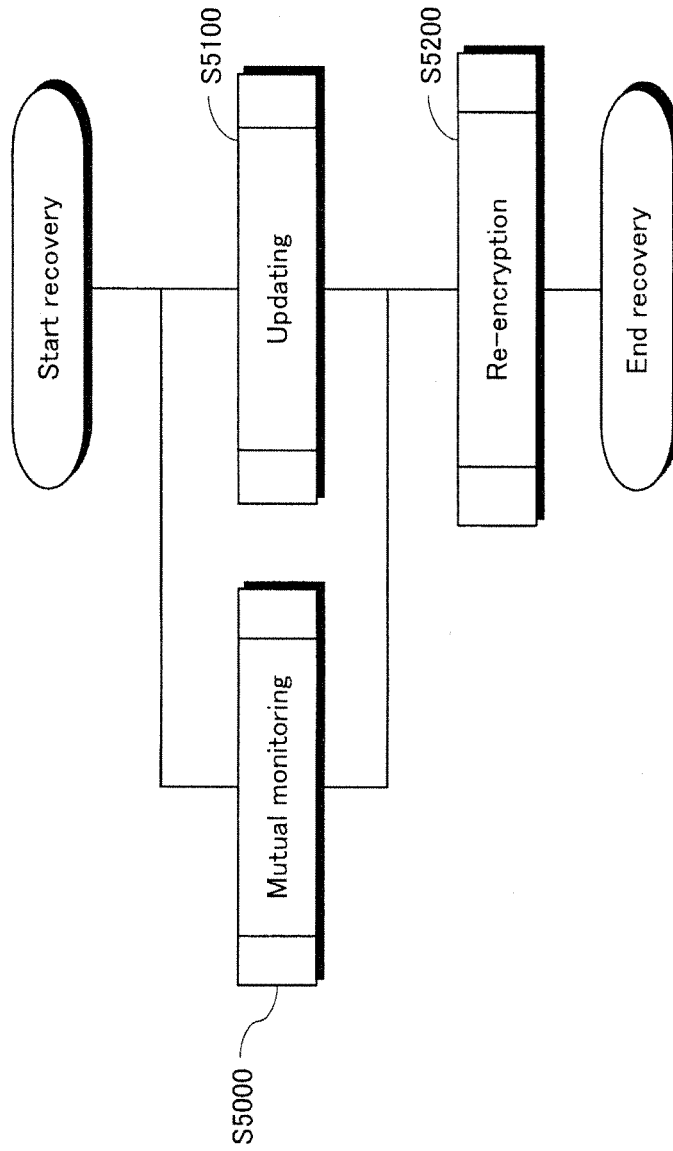 Start recovery
S5000
Mutual monitoring
S5100
Updating
S5200
Re-encryption
End recovery